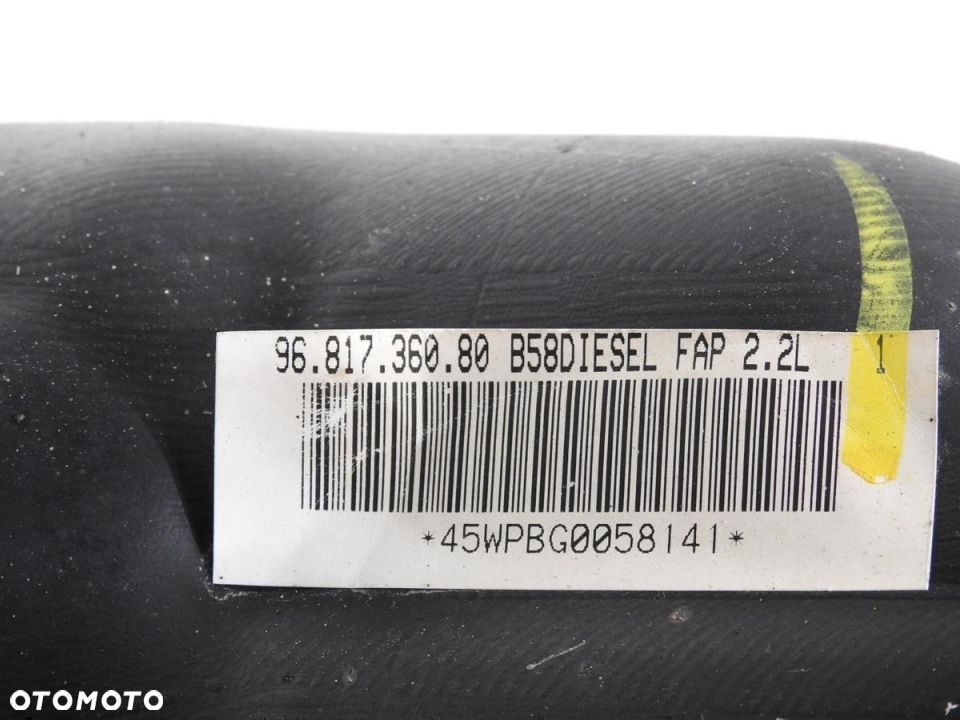 96.817.360.80 B58DIESEL FAP 2.2L 1
*45WPBG0058141*
OTOMOTO